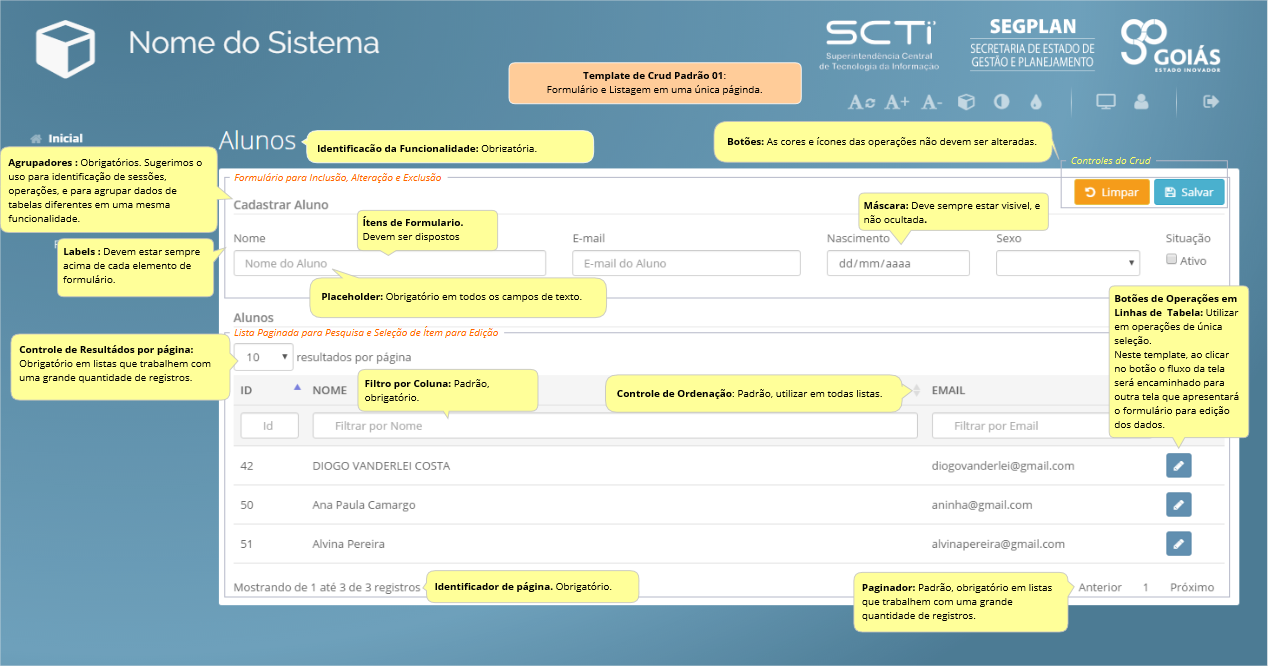 Nome do Sistema
SCTi
Superintendência Central
de Tecnologia da Informação
SEGPLAN
SECRETARIA DE ESTADO DE
GESTÃO E PLANEJAMENTO
GOIÁS
ESTADO INOVADOR
Template de Crud Padrão 01:
Formulário e Listagem em uma única páginda.
A A+ A-
Inicial
Alunos
Identificacão da Funcionalidade: Obrigatória.
Botões: As cores e ícones das operações não devem ser alteradas.
Controles do Crud
Limpar
Salvar
Agrupadores : Obrigatórios. Sugerimos o
uso para identificação de sessões,
operações, e para agrupar dados de
tabelas diferentes em uma mesma
funcionalidade.
Formulário para Inclusão, Alteração e Exclusão
Cadastrar Aluno
Ítens de Formulario.
Devem ser dispostos
Máscara: Deve sempre estar visivel, e
não ocultada.
Labels : Devem estar sempre
acima de cada elemento de
formulário.
Nome
E-mail
Nascimento
Sexo
Situação
Nome do Aluno
E-mail do Aluno
dd/mm/aaaa
Ativo
Placeholder: Obrigatório em todos os campos de texto.
Botões de Operações em
Linhas de Tabela: Utilizar
em operações de única
seleção.
Neste template, ao clicar
no botão o fluxo da tela
será encaminhado para
outra tela que apresentará
o formulário para edição
dos dados.
Alunos
Lista Paginada para Pesquisa e Seleção de Ítem para Edição
Controle de Resultádos por página:
Obrigatório em listas que trabalhem com
uma grande quantidade de registros.
10 resultados por página
Filtro por Coluna: Padrão,
obrigatório.
Controle de Ordenação: Padrão, utilizar em todas listas.
ID
NOME
EMAIL
Id
Filtrar por Nome
Filtrar por Email
42 DIOGO VANDERLEI COSTA diogovanderlei@gmail.com
50 Ana Paula Camargo aninha@gmail.com
51 Alvina Pereira alvinapereira@gmail.com
Mostrando de 1 até 3 de 3 registros
Identificador de página. Obrigatório.
Paginador: Padrão, obrigatório em listas
que trabalhem com uma grande
quantidade de registros.
Anterior 1 Próximo